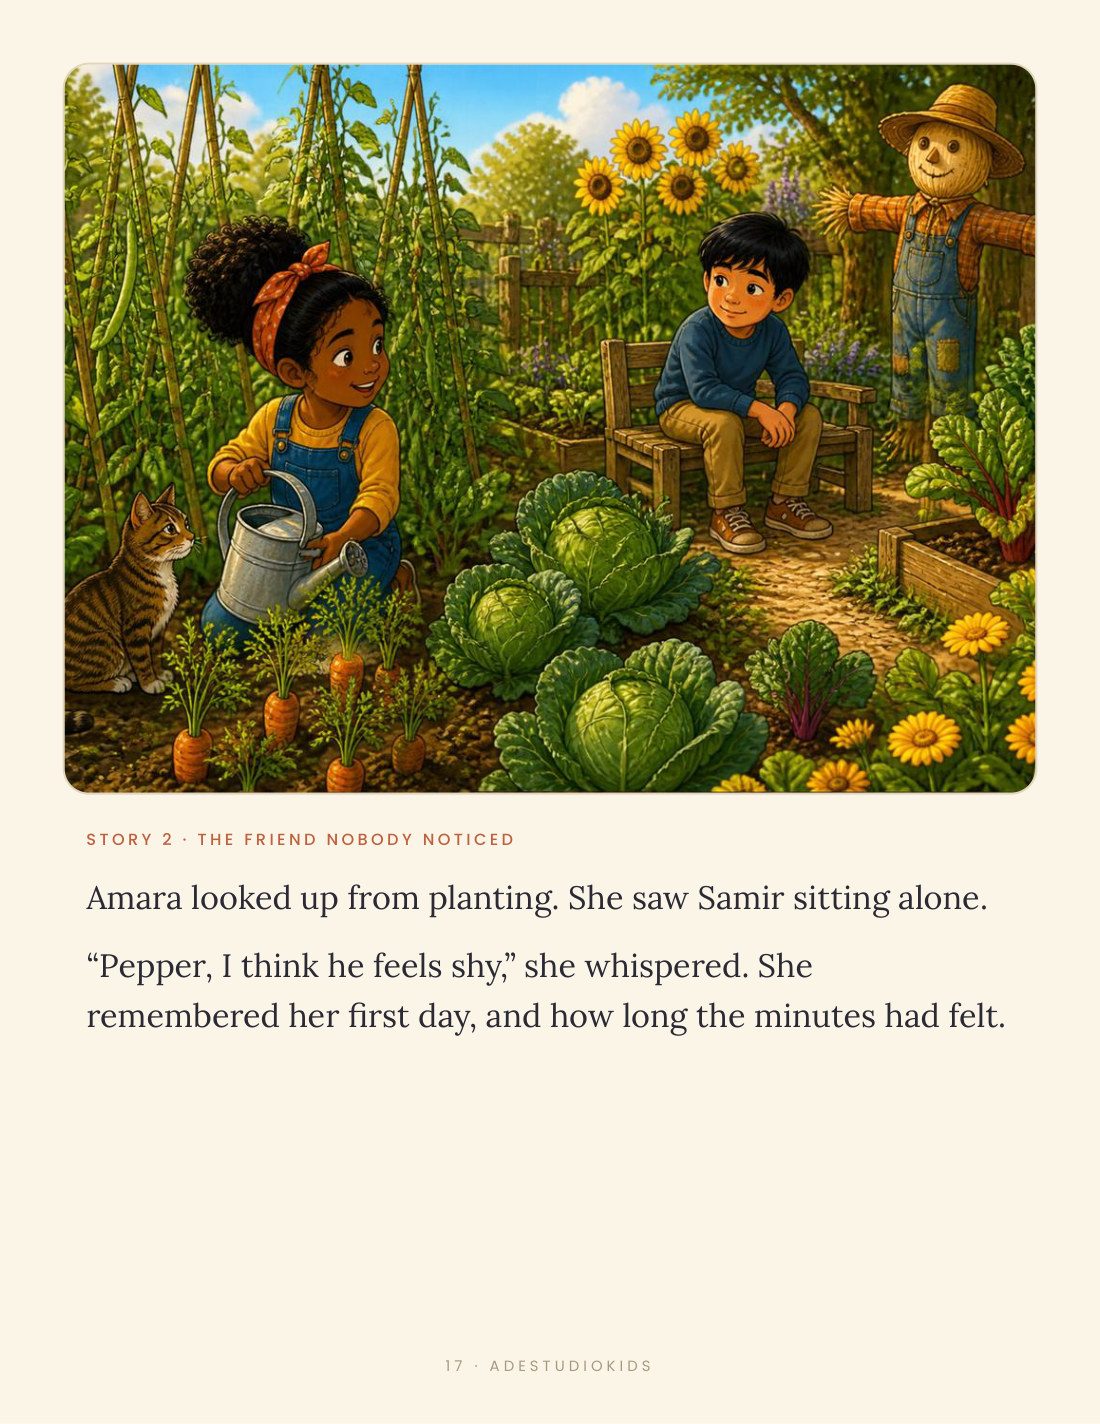 STORY 2 · THE FRIEND NOBODY NOTICED
Amara looked up from planting. She saw Samir sitting alone.
“Pepper, I think he feels shy,” she whispered. She
remembered her first day, and how long the minutes had felt.
17 · ADESTUDIOKIDS